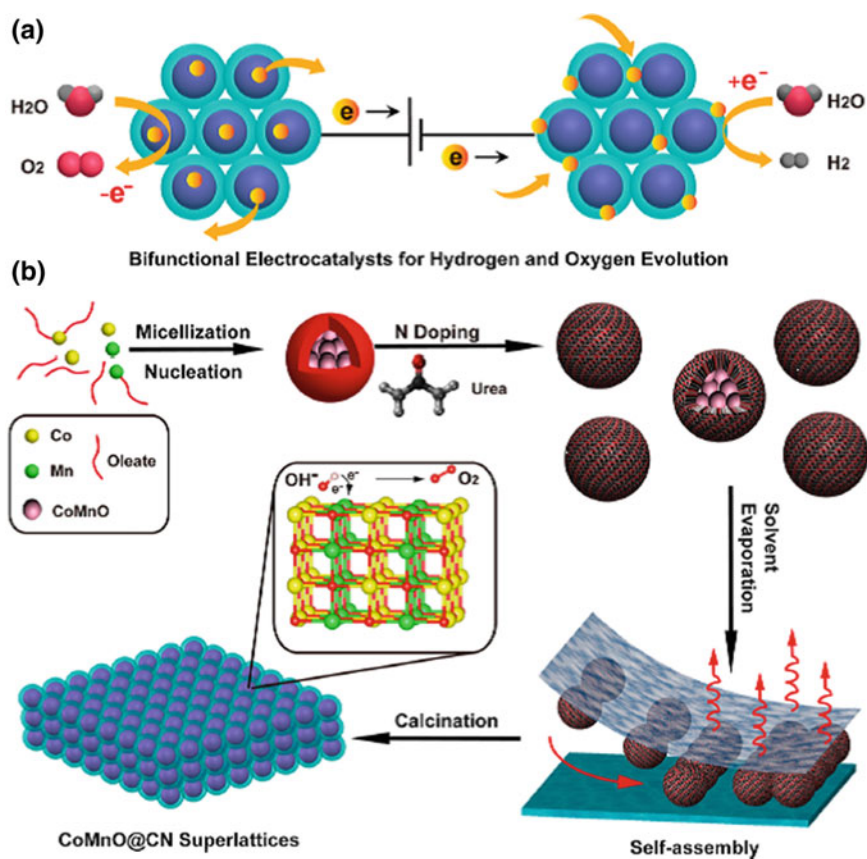 (a)
H2O
O2
-e⁻
e →
e →
+e⁻
H2O
H2
Bifunctional Electrocatalysts for Hydrogen and Oxygen Evolution
(b)
Micellization
Nucleation
N Doping
Urea
Co
Mn
Oleate
CoMnO
OH⁻
e⁻
e⁻
O₂
Solvent
Evaporation
Calcination
CoMnO@CN Superlattices
Self-assembly